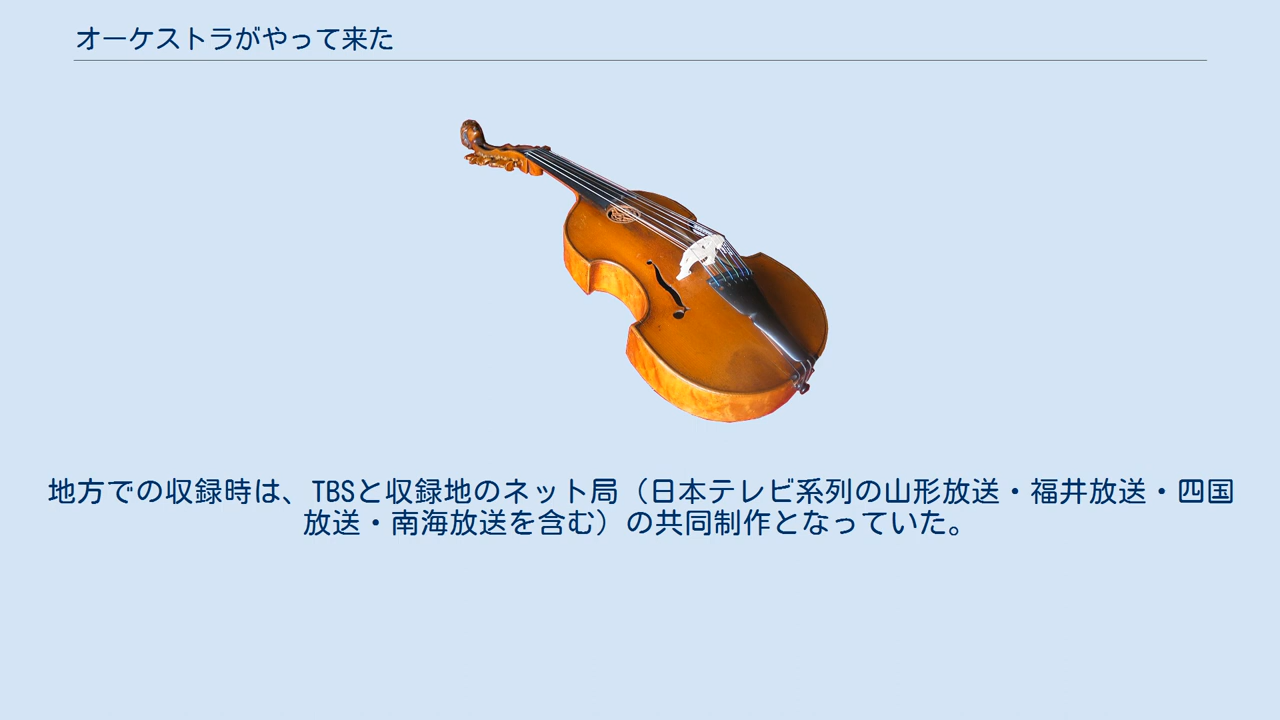 オーケストラがやって来た
地方での収録時は、TBSと収録地のネット局（日本テレビ系列の山形放送・福井放送・四国
放送・南海放送を含む）の共同制作となっていた。